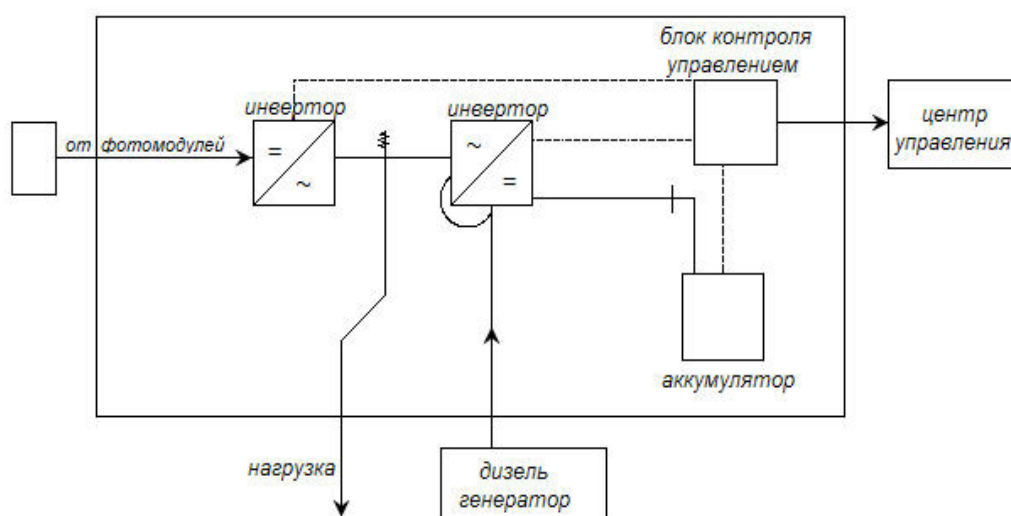 блок контроля
управлением
инвертор
инвертор
центр
управления
от фотомодулей
=
~
~
=
аккумулятор
нагрузка
дизель
генератор